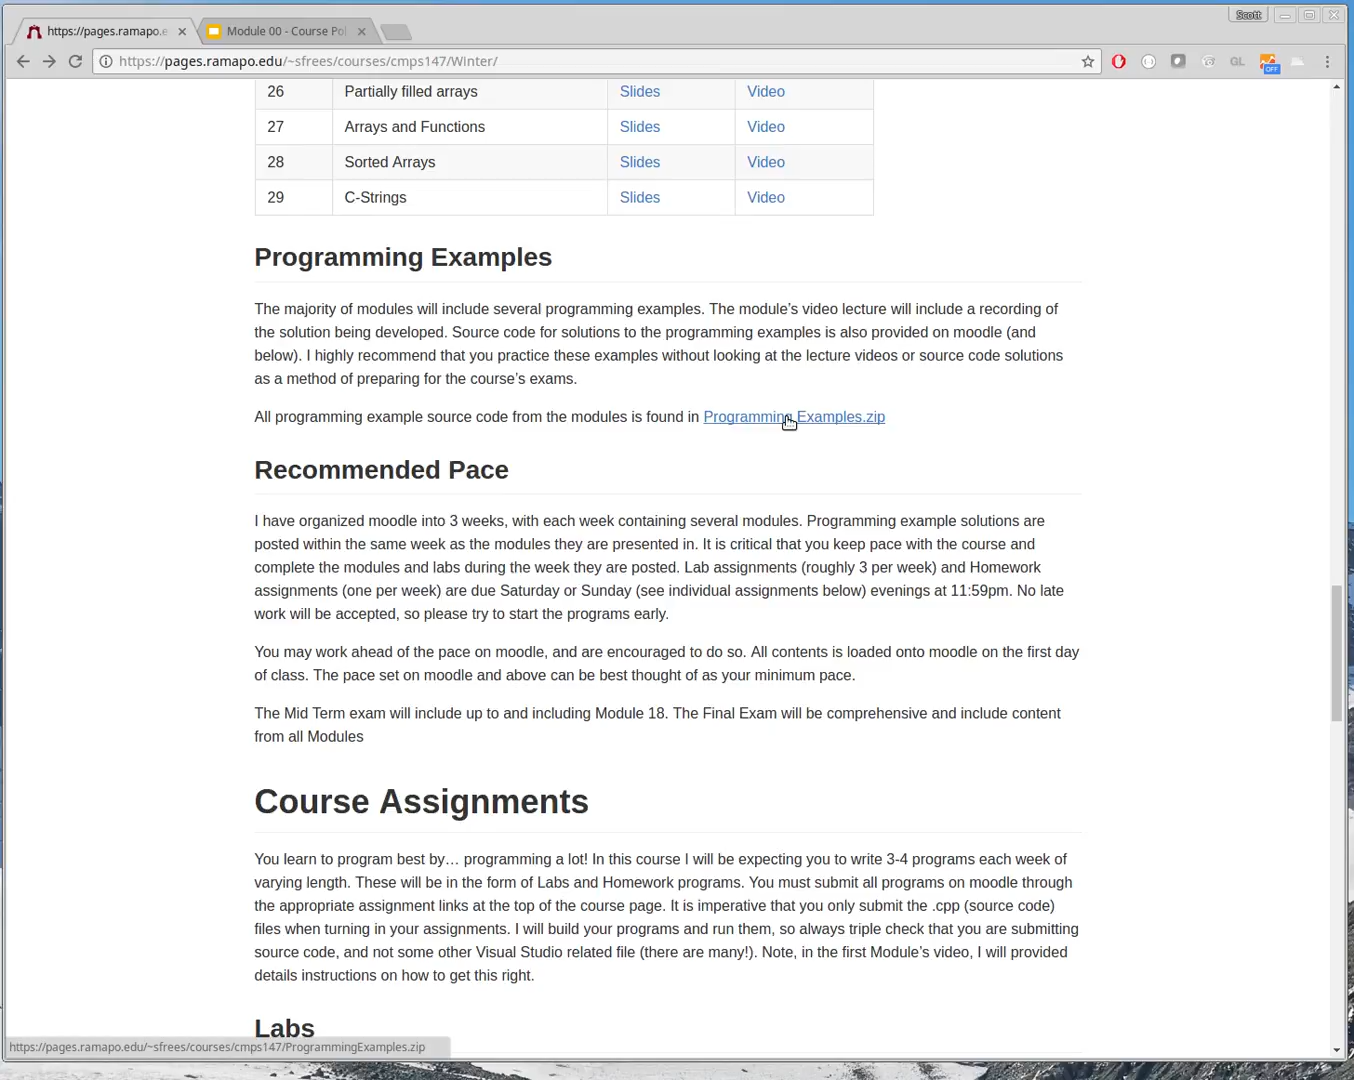 Scott
https://pages.ramapo.e
Module 00 - Course Pol
https://pages.ramapo.edu/~sfrees/courses/cmps147/Winter/
GL
OFF
26 Partially filled arrays Slides Video
27 Arrays and Functions Slides Video
28 Sorted Arrays Slides Video
29 C-Strings Slides Video
Programming Examples
The majority of modules will include several programming examples. The module’s video lecture will include a recording of
the solution being developed. Source code for solutions to the programming examples is also provided on moodle (and
below). I highly recommend that you practice these examples without looking at the lecture videos or source code solutions
as a method of preparing for the course’s exams.
All programming example source code from the modules is found in Programming Examples.zip
Recommended Pace
I have organized moodle into 3 weeks, with each week containing several modules. Programming example solutions are
posted within the same week as the modules they are presented in. It is critical that you keep pace with the course and
complete the modules and labs during the week they are posted. Lab assignments (roughly 3 per week) and Homework
assignments (one per week) are due Saturday or Sunday (see individual assignments below) evenings at 11:59pm. No late
work will be accepted, so please try to start the programs early.
You may work ahead of the pace on moodle, and are encouraged to do so. All contents is loaded onto moodle on the first day
of class. The pace set on moodle and above can be best thought of as your minimum pace.
The Mid Term exam will include up to and including Module 18. The Final Exam will be comprehensive and include content
from all Modules
Course Assignments
You learn to program best by… programming a lot! In this course I will be expecting you to write 3-4 programs each week of
varying length. These will be in the form of Labs and Homework programs. You must submit all programs on moodle through
the appropriate assignment links at the top of the course page. It is imperative that you only submit the .cpp (source code)
files when turning in your assignments. I will build your programs and run them, so always triple check that you are submitting
source code, and not some other Visual Studio related file (there are many!). Note, in the first Module’s video, I will provided
details instructions on how to get this right.
Labs
https://pages.ramapo.edu/~sfrees/courses/cmps147/ProgrammingExamples.zip